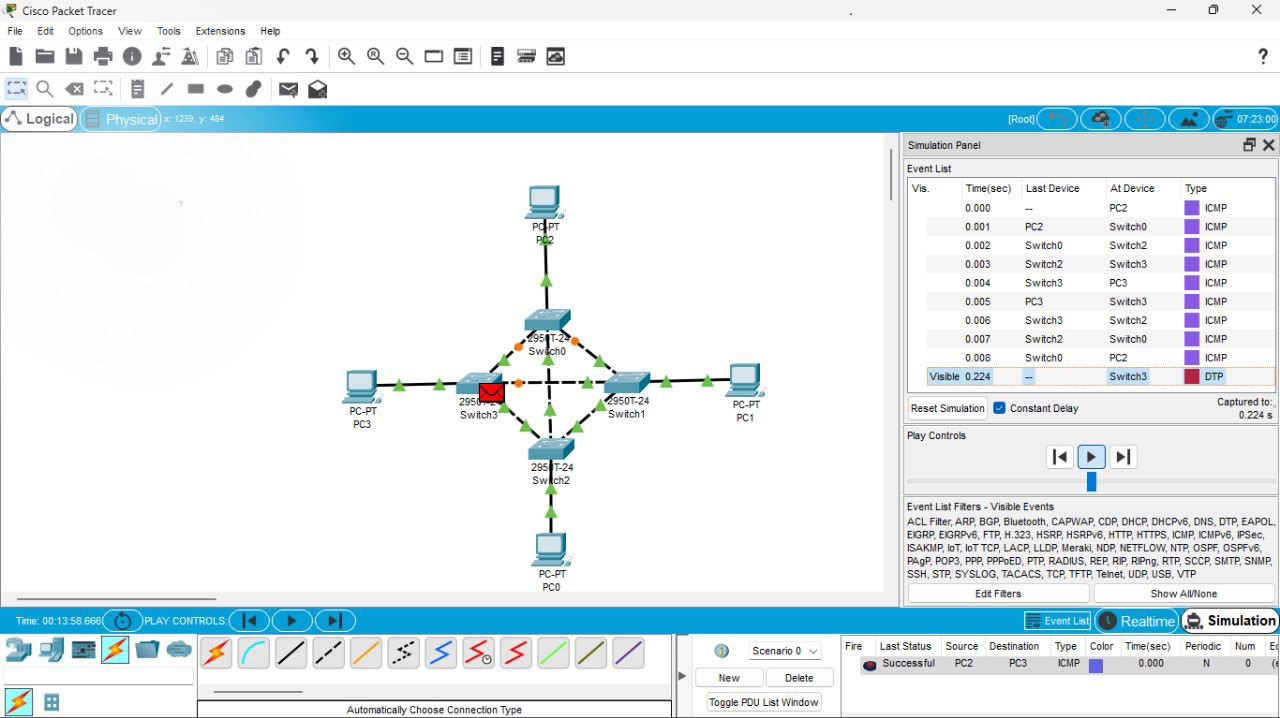 Cisco Packet Tracer
File Edit Options View Tools Extensions Help
Logical Physical x: 1239, y: 484 [Root] 07:23:00
PC-PT
PC2
2950T-24
Switch0
PC-PT
PC3
Switch3
2950T-24
Switch1
PC-PT
PC1
2950T-24
Switch2
PC-PT
PC0
Simulation Panel
Event List
Vis. Time(sec) Last Device At Device Type
0.000 -- PC2 ICMP
0.001 PC2 Switch0 ICMP
0.002 Switch0 Switch2 ICMP
0.003 Switch2 Switch3 ICMP
0.004 Switch3 PC3 ICMP
0.005 PC3 Switch3 ICMP
0.006 Switch3 Switch2 ICMP
0.007 Switch2 Switch0 ICMP
0.008 Switch0 PC2 ICMP
Visible 0.224 -- Switch3 DTP
Reset Simulation Constant Delay Captured to:
0.224 s
Play Controls
Event List Filters - Visible Events
ACL Filter, ARP, BGP, Bluetooth, CAPWAP, CDP, DHCP, DHCPv6, DNS, DTP, EAPOL,
EIGRP, EIGRPv6, FTP, H.323, HSRP, HSRPv6, HTTP, HTTPS, ICMP, ICMPv6, IPSec,
ISAKMP, IoT, IoT TCP, LACP, LLDP, Meraki, NDP, NETFLOW, NTP, OSPF, OSPFv6,
PAgP, POP3, PPP, PPPoED, PTP, RADIUS, REP, RIP, RIPng, RTP, SCCP, SMTP, SNMP,
SSH, STP, SYSLOG, TACACS, TCP, TFTP, Telnet, UDP, USB, VTP
Edit Filters Show All/None
Time: 00:13:58.666 PLAY CONTROLS: Event List Realtime Simulation
Scenario 0
New Delete
Toggle PDU List Window
Fire Last Status Source Destination Type Color Time(sec) Periodic Num
Successful PC2 PC3 ICMP 0.000 N 0
Automatically Choose Connection Type